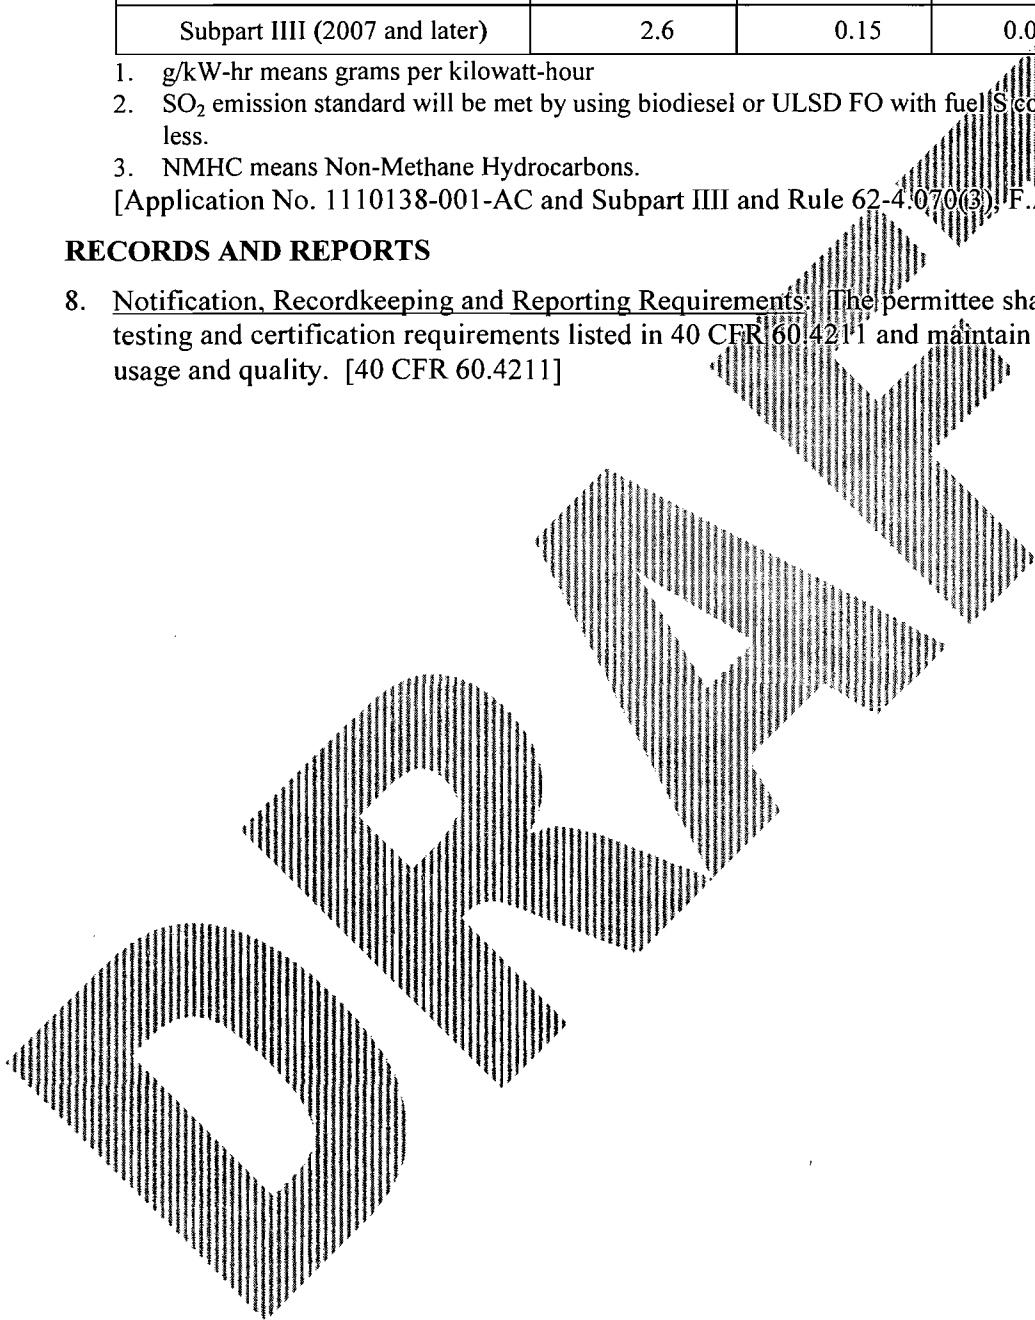 Subpart IIII (2007 and later) 2.6 0.15 0.0
1. g/kW-hr means grams per kilowatt-hour
2. SO₂ emission standard will be met by using biodiesel or ULSD FO with fuel S co
less.
3. NMHC means Non-Methane Hydrocarbons.
[Application No. 1110138-001-AC and Subpart IIII and Rule 62-4.070(3), F.
RECORDS AND REPORTS
8. Notification, Recordkeeping and Reporting Requirements: The permittee sha
testing and certification requirements listed in 40 CFR 60.4211 and maintain
usage and quality. [40 CFR 60.4211]
DRAFT